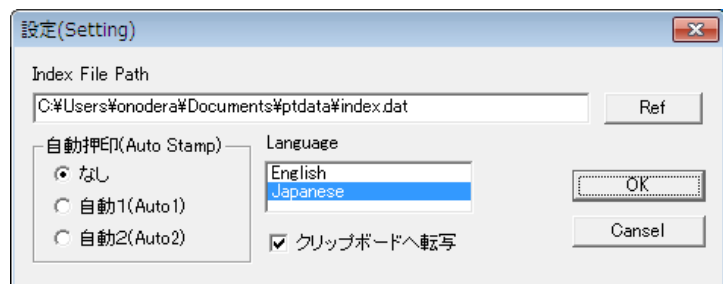 設定(Setting)
Index File Path
C:¥Users¥onodera¥Documents¥ptdata¥index.dat
Ref
自動押印(Auto Stamp)
なし
自動1(Auto1)
自動2(Auto2)
Language
English
Japanese
クリップボードへ転写
OK
Cansel